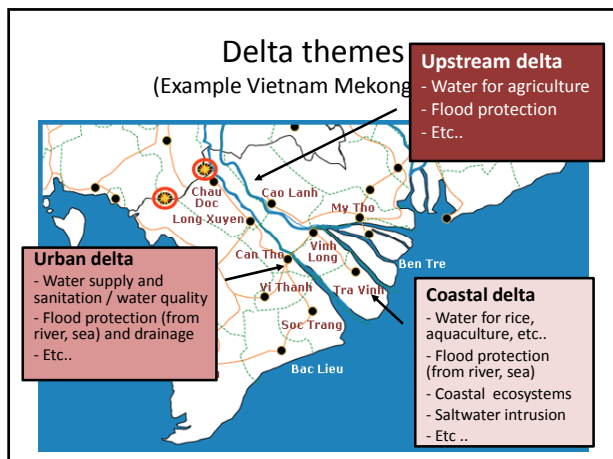 Delta themes
(Example Vietnam Mekong
Upstream delta
- Water for agriculture
- Flood protection
- Etc..
Chau
Doc
Cao Lanh
Long Xuyen
My Tho
Can Tho
Vinh
Long
Ben Tre
Vi Thanh
Tra Vinh
Soc Trang
Bac Lieu
Urban delta
- Water supply and
sanitation / water quality
- Flood protection (from
river, sea) and drainage
- Etc..
Coastal delta
- Water for rice,
aquaculture, etc..
- Flood protection
(from river, sea)
- Coastal ecosystems
- Saltwater intrusion
- Etc ..